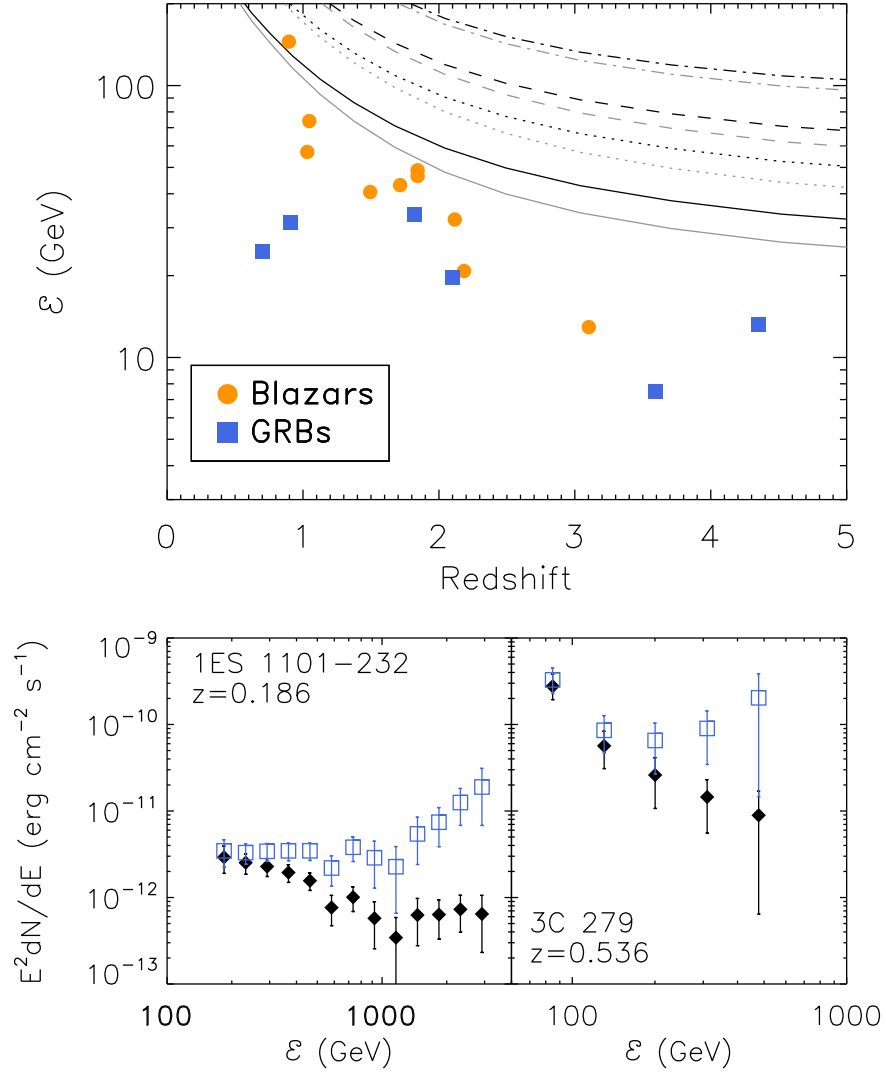 100
10
ℰ (GeV)
Blazars
GRBs
0 1 2 3 4 5
Redshift
10⁻⁹
10⁻¹⁰
10⁻¹¹
10⁻¹²
10⁻¹³
E²dN/dE (erg cm⁻² s⁻¹)
1ES 1101−232
z=0.186
3C 279
z=0.536
100 1000 100 1000
ℰ (GeV) ℰ (GeV)